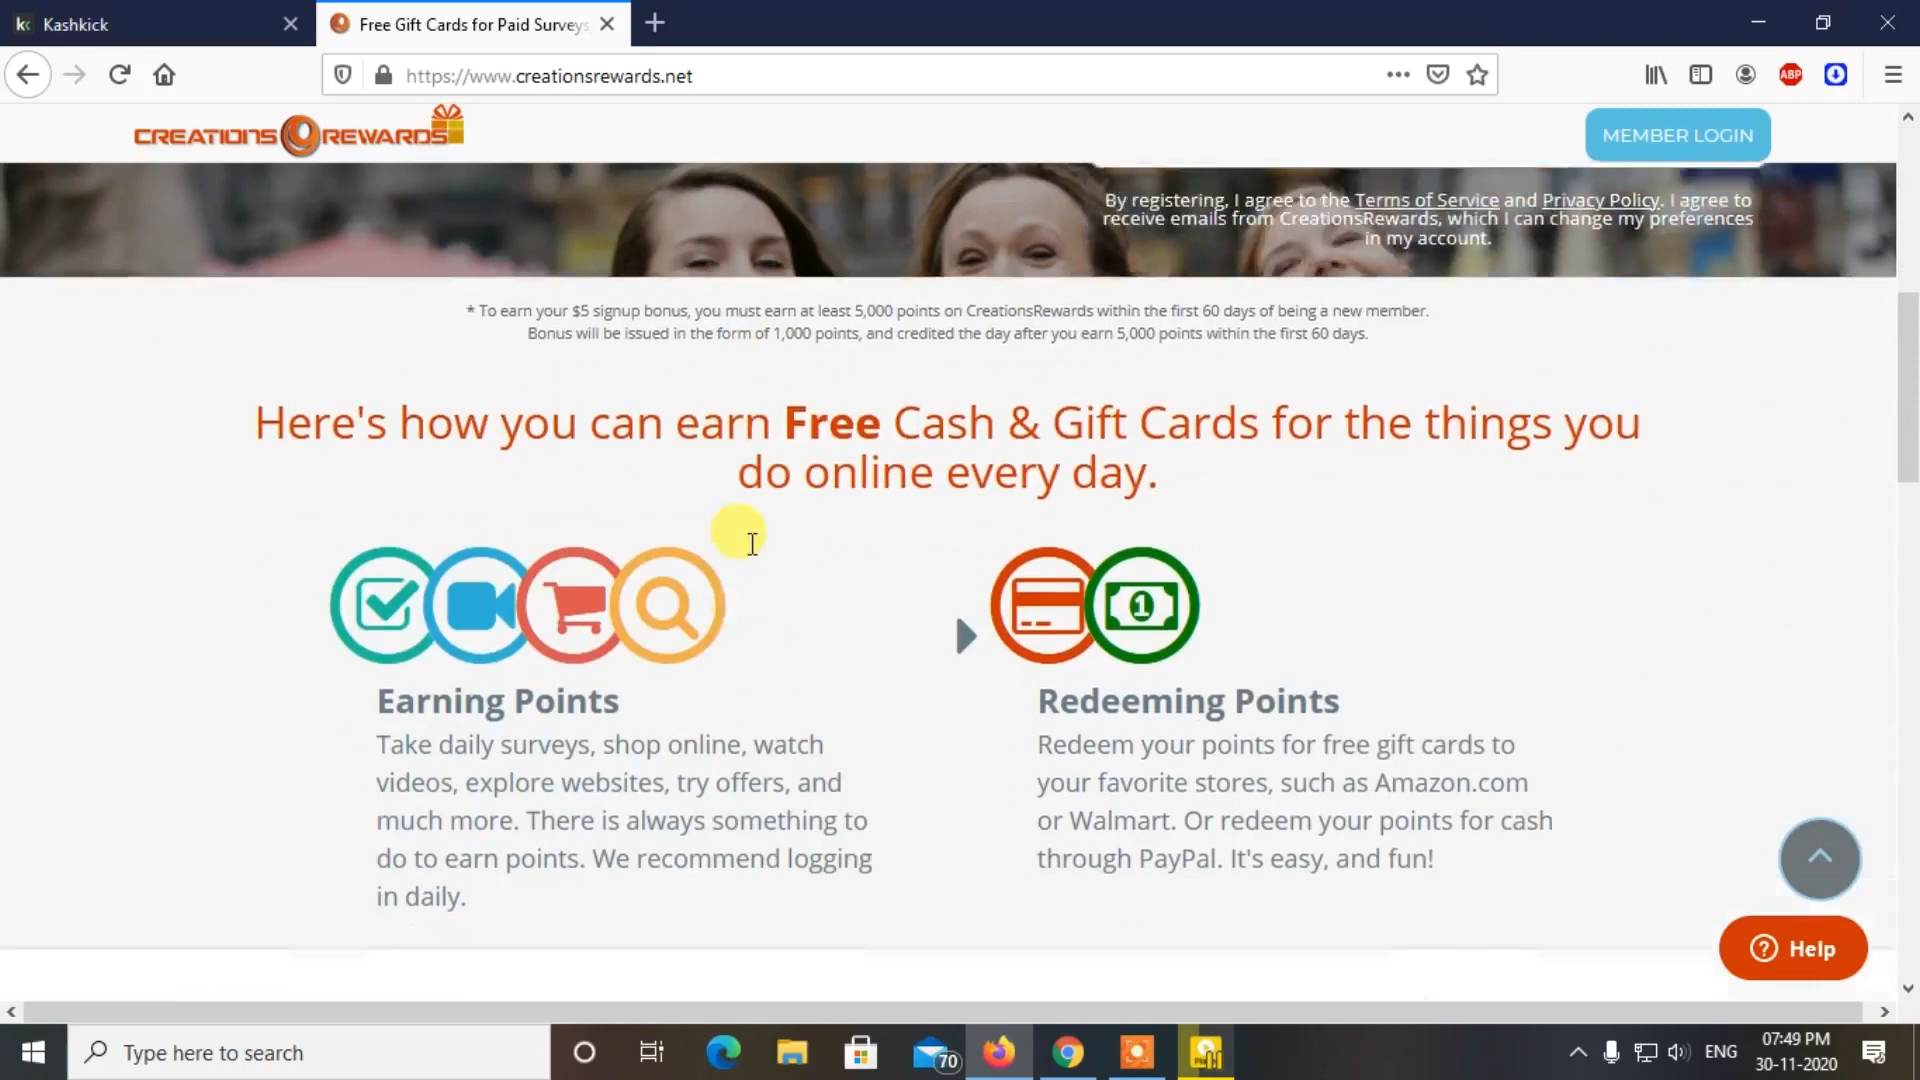 Kashkick
Free Gift Cards for Paid Surveys
https://www.creationsrewards.net
ABP
CREATIONS REWARDS
MEMBER LOGIN
By registering, I agree to the Terms of Service and Privacy Policy. I agree to
receive emails from CreationsRewards, which I can change my preferences
in my account.
* To earn your $5 signup bonus, you must earn at least 5,000 points on CreationsRewards within the first 60 days of being a new member.
Bonus will be issued in the form of 1,000 points, and credited the day after you earn 5,000 points within the first 60 days.
Here's how you can earn Free Cash & Gift Cards for the things you
do online every day.
1
Earning Points
Take daily surveys, shop online, watch
videos, explore websites, try offers, and
much more. There is always something to
do to earn points. We recommend logging
in daily.
Redeeming Points
Redeem your points for free gift cards to
your favorite stores, such as Amazon.com
or Walmart. Or redeem your points for cash
through PayPal. It's easy, and fun!
? Help
Type here to search
70
ENG
07:49 PM
30-11-2020